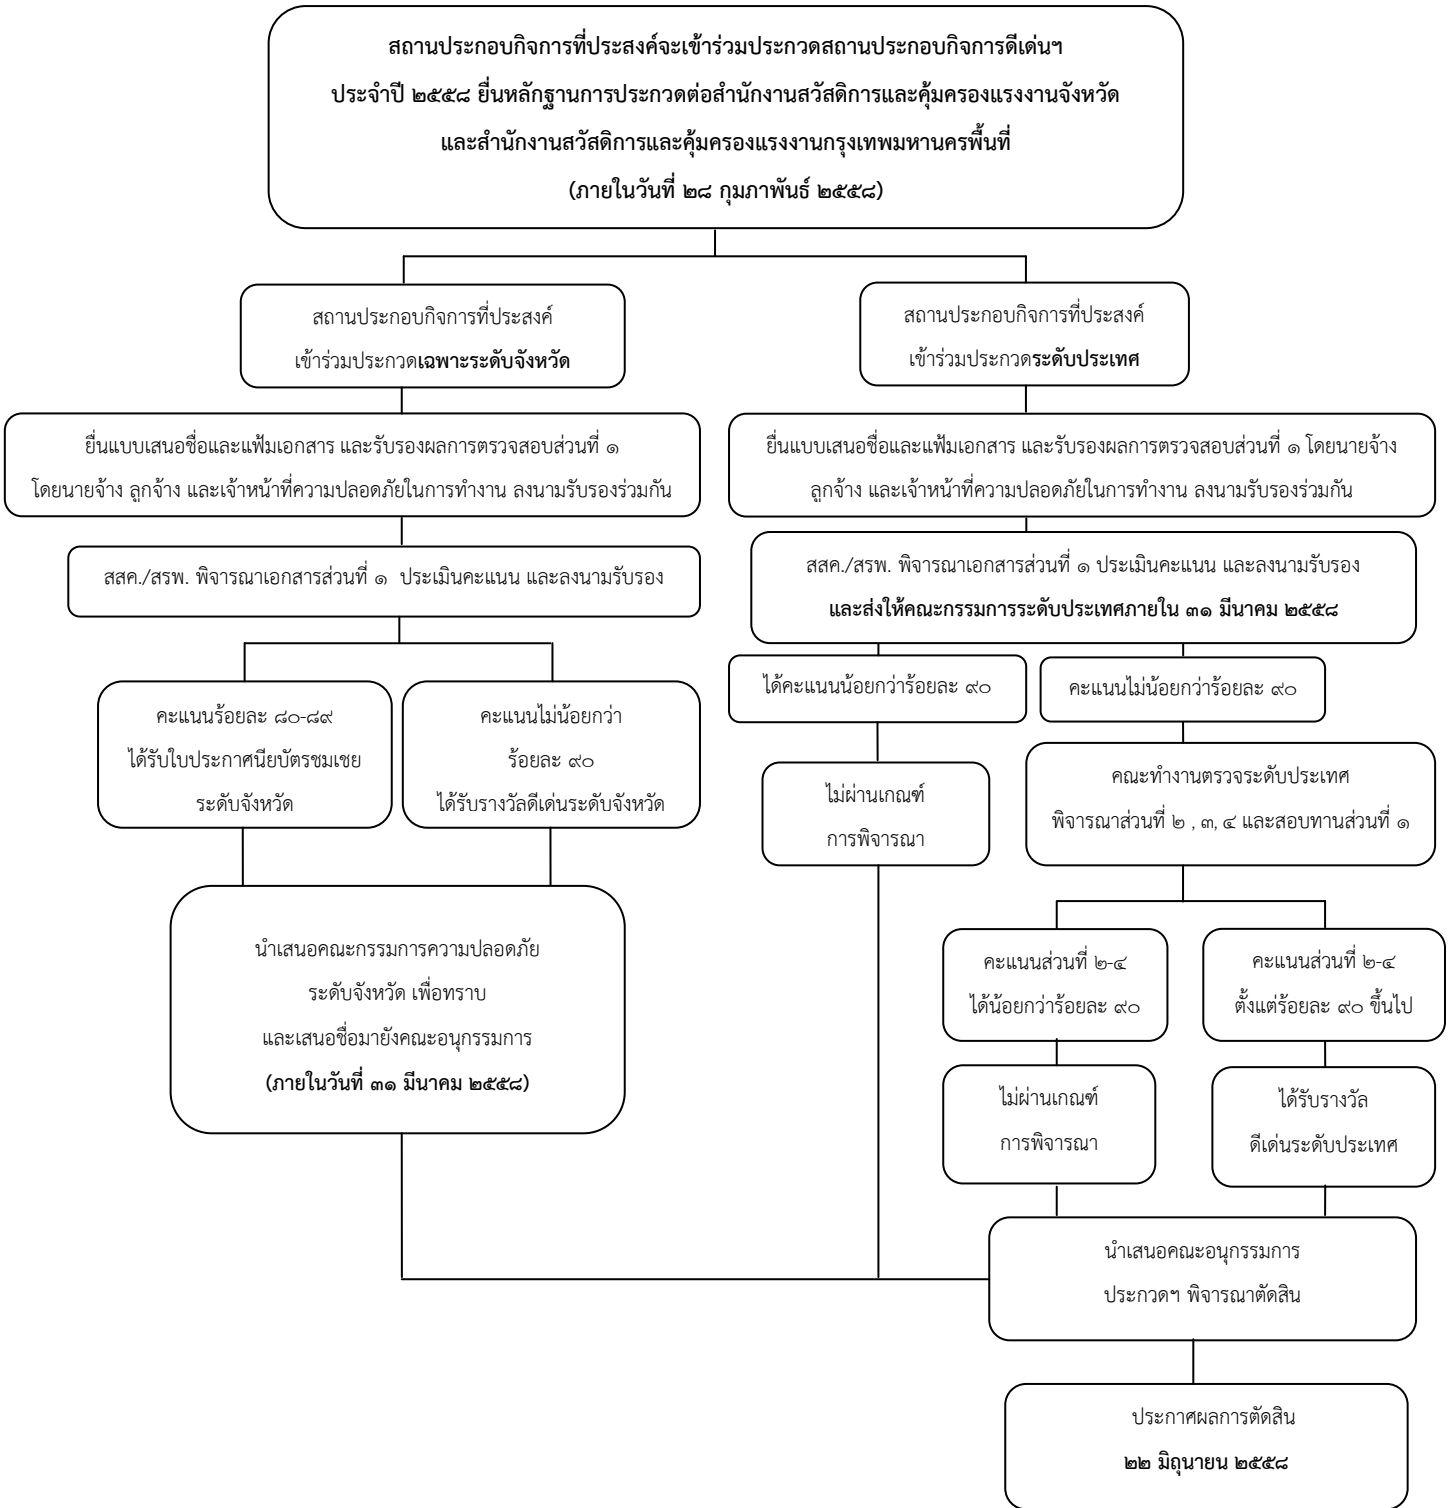 สถานประกอบกิจการที่ประสงค์จะเข้าร่วมประกวดสถานประกอบกิจการดีเด่นฯ
ประจำปี ๒๕๕๘ ยื่นหลักฐานการประกวดต่อสำนักงานสวัสดิการและคุ้มครองแรงงานจังหวัด
และสำนักงานสวัสดิการและคุ้มครองแรงงานกรุงเทพมหานครพื้นที่
(ภายในวันที่ ๒๘ กุมภาพันธ์ ๒๕๕๘)
สถานประกอบกิจการที่ประสงค์
เข้าร่วมประกวดเฉพาะระดับจังหวัด
สถานประกอบกิจการที่ประสงค์
เข้าร่วมประกวดระดับประเทศ
ยื่นแบบเสนอชื่อและแฟ้มเอกสาร และรับรองผลการตรวจสอบส่วนที่ ๑
โดยนายจ้าง ลูกจ้าง และเจ้าหน้าที่ความปลอดภัยในการทำงาน ลงนามรับรองร่วมกัน
ยื่นแบบเสนอชื่อและแฟ้มเอกสาร และรับรองผลการตรวจสอบส่วนที่ ๑ โดยนายจ้าง
ลูกจ้าง และเจ้าหน้าที่ความปลอดภัยในการทำงาน ลงนามรับรองร่วมกัน
สสค./สรพ. พิจารณาเอกสารส่วนที่ ๑ ประเมินคะแนน และลงนามรับรอง
สสค./สรพ. พิจารณาเอกสารส่วนที่ ๑ ประเมินคะแนน และลงนามรับรอง
และส่งให้คณะกรรมการระดับประเทศภายใน ๓๑ มีนาคม ๒๕๕๘
คะแนนร้อยละ ๘๐-๘๙
ได้รับใบประกาศนียบัตรชมเชย
ระดับจังหวัด
คะแนนไม่น้อยกว่า
ร้อยละ ๙๐
ได้รับรางวัลดีเด่นระดับจังหวัด
ได้คะแนนน้อยกว่าร้อยละ ๙๐
คะแนนไม่น้อยกว่าร้อยละ ๙๐
ไม่ผ่านเกณฑ์
การพิจารณา
คณะทำงานตรวจระดับประเทศ
พิจารณาส่วนที่ ๒ , ๓, ๔ และสอบทานส่วนที่ ๑
นำเสนอคณะกรรมการความปลอดภัย
ระดับจังหวัด เพื่อทราบ
และเสนอชื่อมายังคณะอนุกรรมการ
(ภายในวันที่ ๓๑ มีนาคม ๒๕๕๘)
คะแนนส่วนที่ ๒-๔
ได้น้อยกว่าร้อยละ ๙๐
คะแนนส่วนที่ ๒-๔
ตั้งแต่ร้อยละ ๙๐ ขึ้นไป
ไม่ผ่านเกณฑ์
การพิจารณา
ได้รับรางวัล
ดีเด่นระดับประเทศ
นำเสนอคณะอนุกรรมการ
ประกวดฯ พิจารณาตัดสิน
ประกาศผลการตัดสิน
๒๒ มิถุนายน ๒๕๕๘